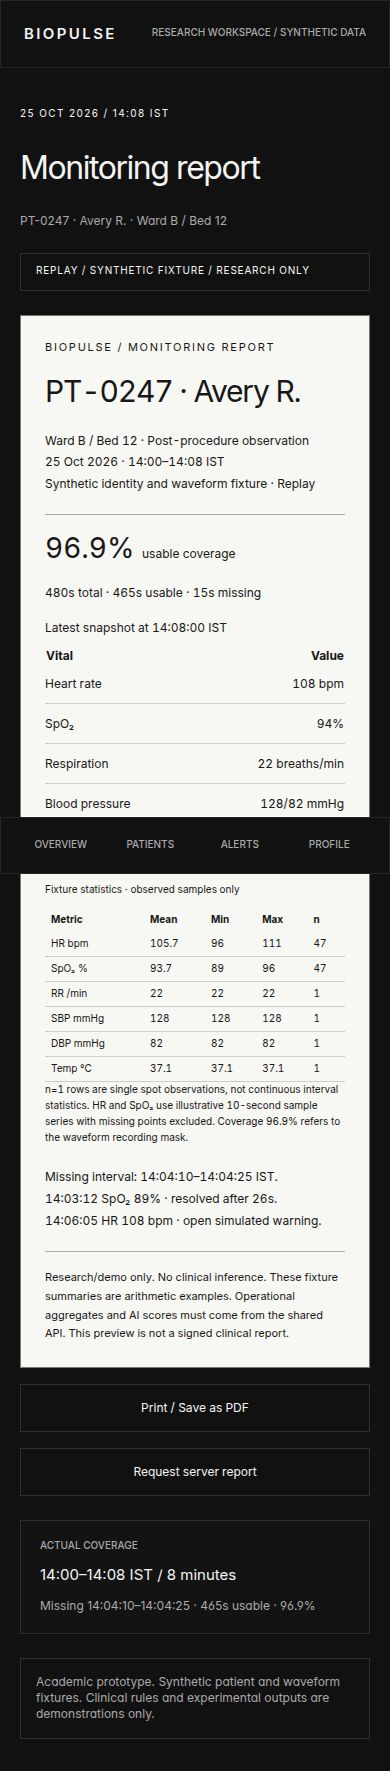 BIOPULSE
RESEARCH WORKSPACE / SYNTHETIC DATA
25 OCT 2026 / 14:08 IST
Monitoring report
PT-0247 · Avery R. · Ward B / Bed 12
REPLAY / SYNTHETIC FIXTURE / RESEARCH ONLY
BIOPULSE / MONITORING REPORT
PT-0247 · Avery R.
Ward B / Bed 12 · Post-procedure observation
25 Oct 2026 · 14:00–14:08 IST
Synthetic identity and waveform fixture · Replay
96.9% usable coverage
480s total · 465s usable · 15s missing
Latest snapshot at 14:08:00 IST
Vital Value
Heart rate 108 bpm
SpO₂ 94%
Respiration 22 breaths/min
Blood pressure 128/82 mmHg
OVERVIEW PATIENTS ALERTS PROFILE
Fixture statistics · observed samples only
Metric Mean Min Max n
HR bpm 105.7 96 111 47
SpO₂ % 93.7 89 96 47
RR /min 22 22 22 1
SBP mmHg 128 128 128 1
DBP mmHg 82 82 82 1
Temp °C 37.1 37.1 37.1 1
n=1 rows are single spot observations, not continuous interval
statistics. HR and SpO₂ use illustrative 10-second sample
series with missing points excluded. Coverage 96.9% refers to
the waveform recording mask.
Missing interval: 14:04:10–14:04:25 IST.
14:03:12 SpO₂ 89% · resolved after 26s.
14:06:05 HR 108 bpm · open simulated warning.
Research/demo only. No clinical inference. These fixture
summaries are arithmetic examples. Operational
aggregates and AI scores must come from the shared
API. This preview is not a signed clinical report.
Print / Save as PDF
Request server report
ACTUAL COVERAGE
14:00–14:08 IST / 8 minutes
Missing 14:04:10–14:04:25 · 465s usable · 96.9%
Academic prototype. Synthetic patient and waveform
fixtures. Clinical rules and experimental outputs are
demonstrations only.